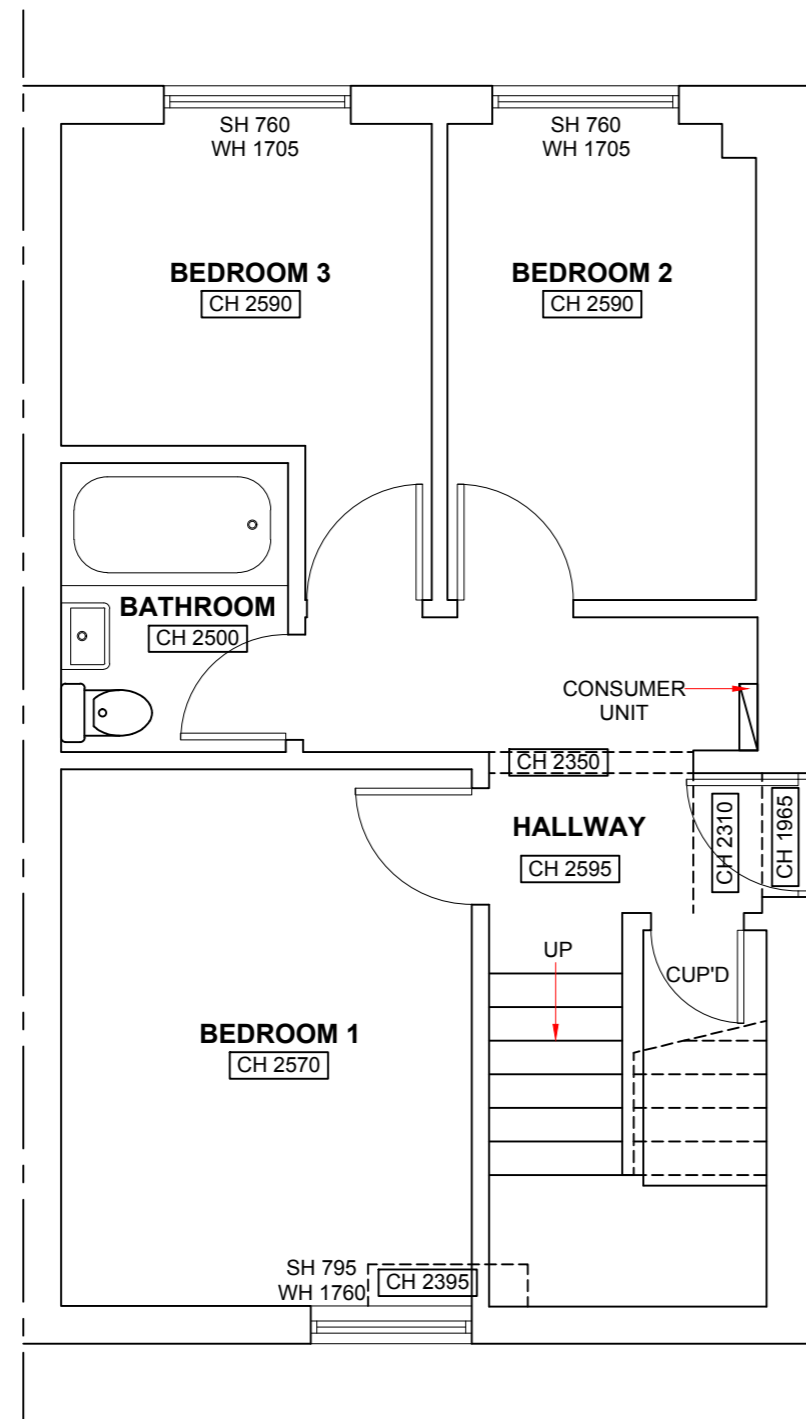 SH 760
WH 1705
SH 760
WH 1705
BEDROOM 3
CH 2590
BEDROOM 2
CH 2590
BATHROOM
CH 2500
CONSUMER
UNIT
CH 2350
HALLWAY
CH 2595
CH 2310
CH 1965
UP
CUP'D
BEDROOM 1
CH 2570
SH 795
WH 1760
CH 2395